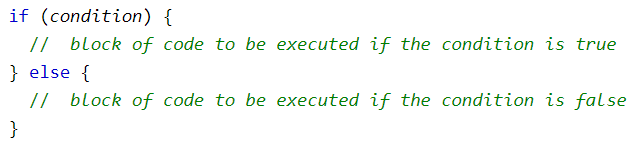 if (condition) {
  //  block of code to be executed if the condition is true
} else {
  //  block of code to be executed if the condition is false
}